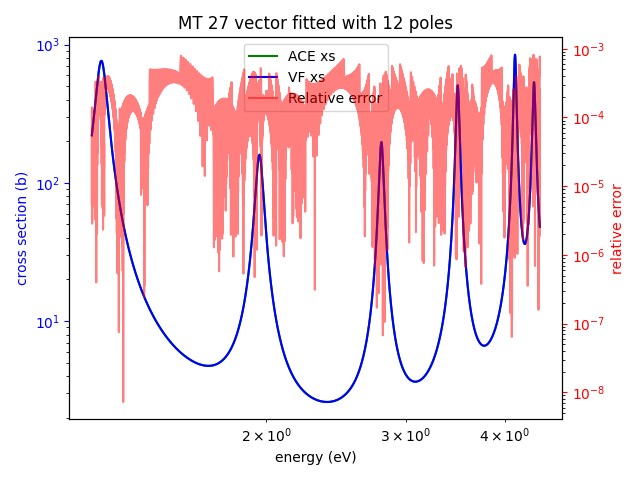 MT 27 vector fitted with 12 poles
ACE xs
VF xs
Relative error
cross section (b)
10³
10²
10¹
relative error
10⁻³
10⁻⁴
10⁻⁵
10⁻⁶
10⁻⁷
10⁻⁸
2 × 10⁰
3 × 10⁰
4 × 10⁰
energy (eV)